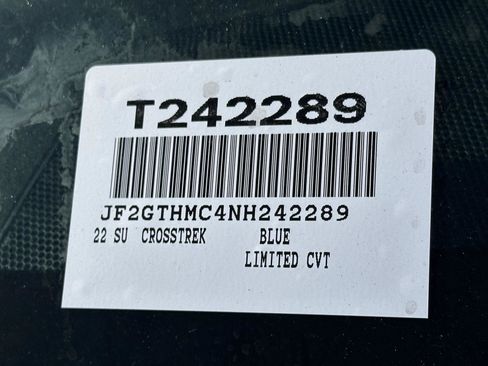 T242289
JF2GTHMC4NH242289
22 SU CROSSTREK BLUE
LIMITED CVT